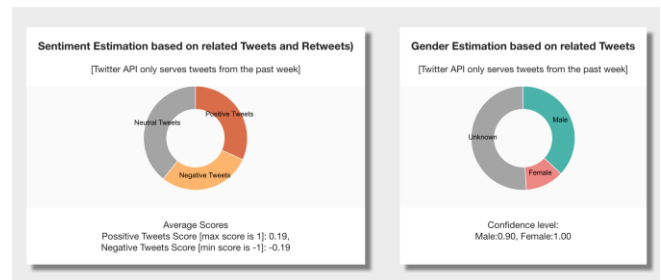 Sentiment Estimation based on related Tweets and Retweets)
[Twitter API only serves tweets from the past week]
Positive Tweets
Neutral Tweets
Negative Tweets
Average Scores
Possitive Tweets Score [max score is 1]: 0.19,
Negative Tweets Score [min score is -1]: -0.19
Gender Estimation based on related Tweets
[Twitter API only serves tweets from the past week]
Male
Unknown
Female
Confidence level:
Male:0.90, Female:1.00